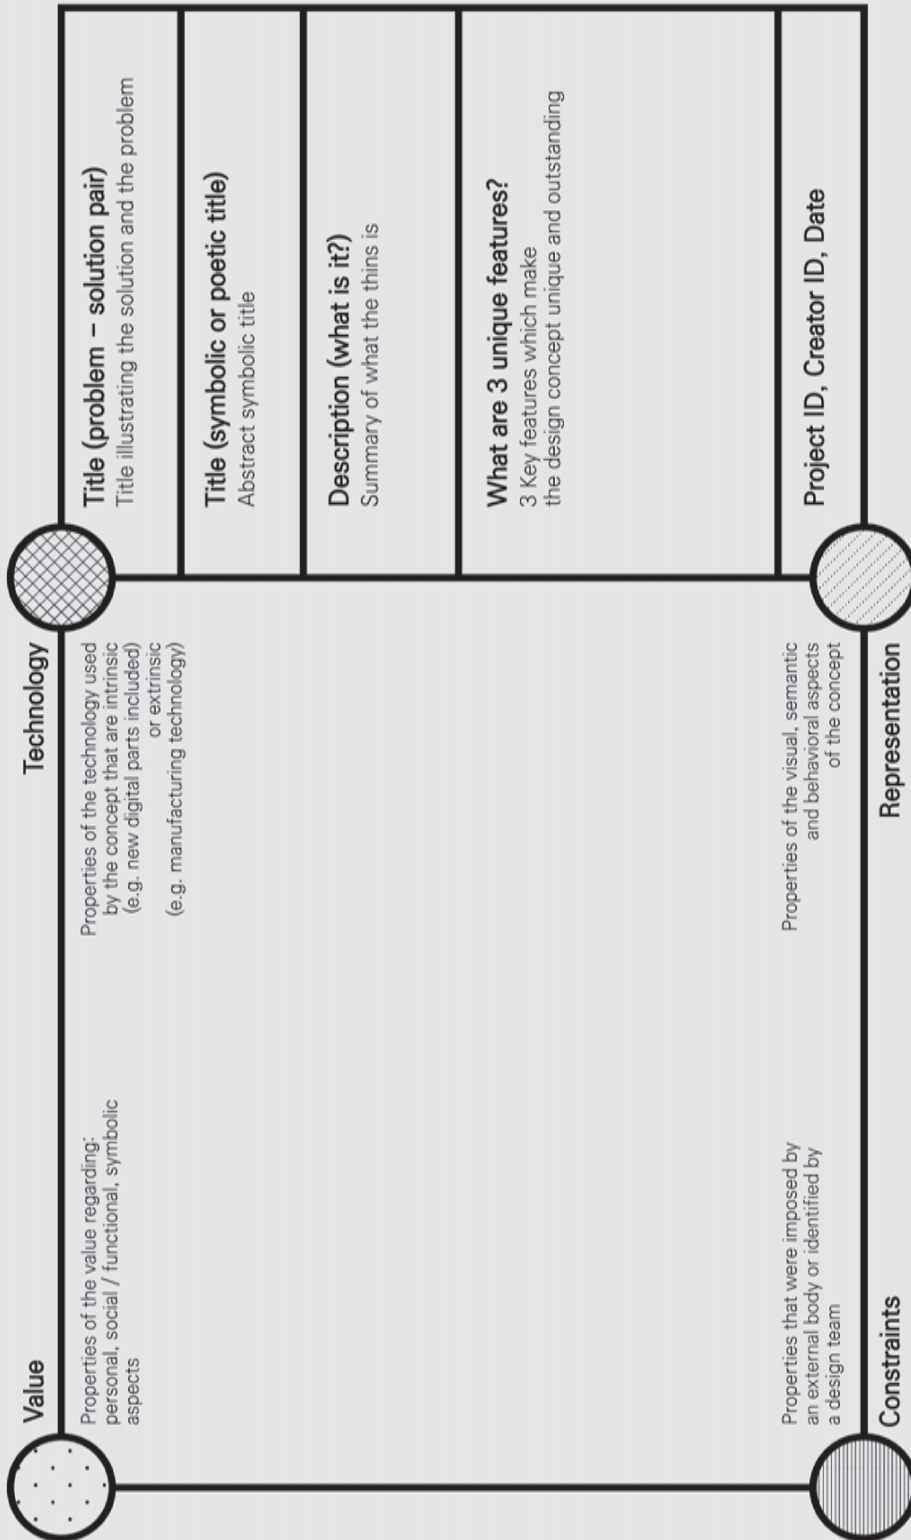 Value
Properties of the value regarding:
personal, social / functional, symbolic
aspects
Technology
Properties of the technology used
by the concept that are intrinsic
(e.g. new digital parts included)
or extrinsic
(e.g. manufacturing technology)
Constraints
Properties that were imposed by
an external body or identified by
a design team
Representation
Properties of the visual, semantic
and behavioral aspects
of the concept
Title (problem – solution pair)
Title illustrating the solution and the problem
Title (symbolic or poetic title)
Abstract symbolic title
Description (what is it?)
Summary of what the thins is
What are 3 unique features?
3 Key features which make
the design concept unique and outstanding
Project ID, Creator ID, Date